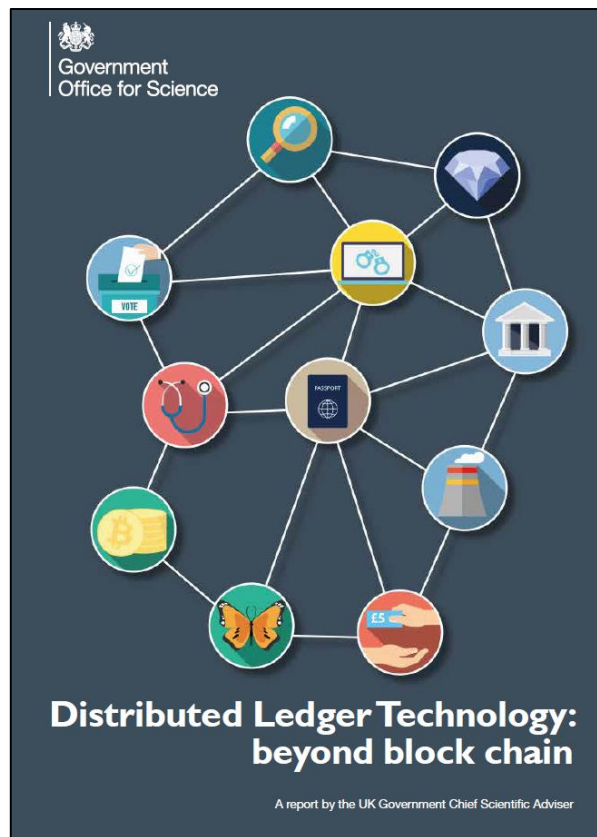 Government
Office for Science
VOTE
PASSPORT
£5
Distributed Ledger Technology:
beyond block chain
A report by the UK Government Chief Scientific Adviser